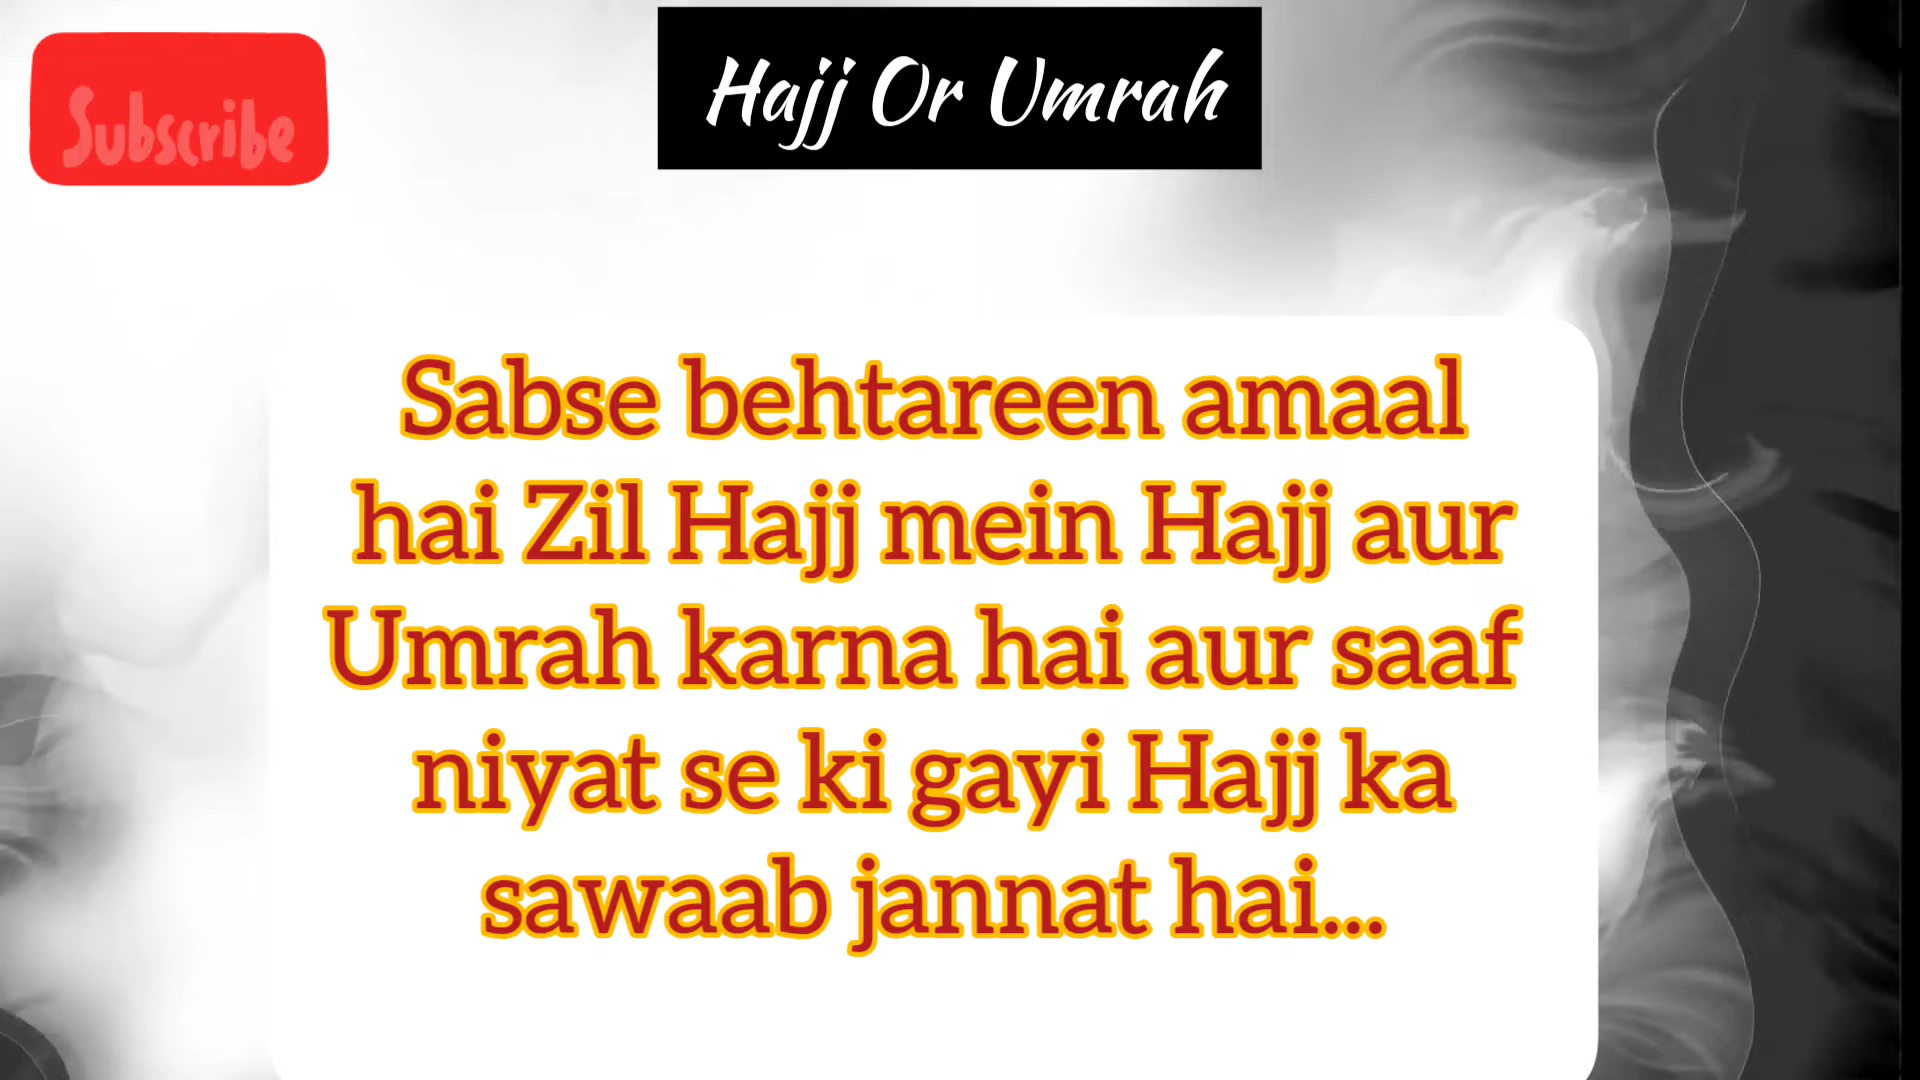 Subscribe
Hajj Or Umrah
Sabse behtareen amaal
hai Zil Hajj mein Hajj aur
Umrah karna hai aur saaf
niyat se ki gayi Hajj ka
sawaab jannat hai...